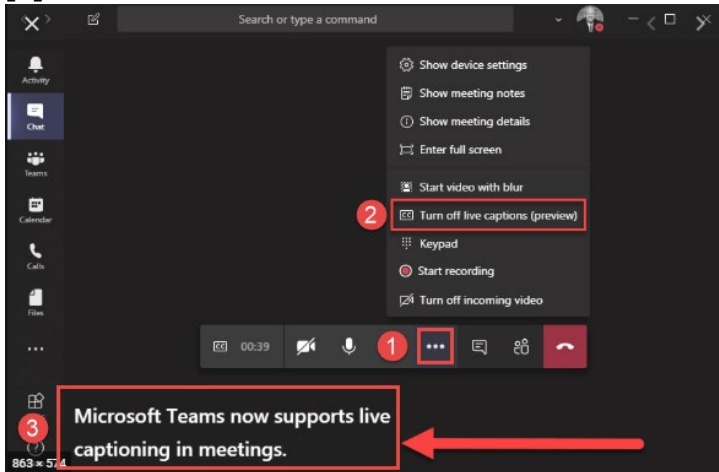 Search or type a command
Activity
Chat
Teams
Calendar
Calls
Files
Show device settings
Show meeting notes
Show meeting details
Enter full screen
Start video with blur
2
CC Turn off live captions (preview)
Keypad
Start recording
Turn off incoming video
CC 00:39
1
3
Microsoft Teams now supports live
captioning in meetings.
863 × 574